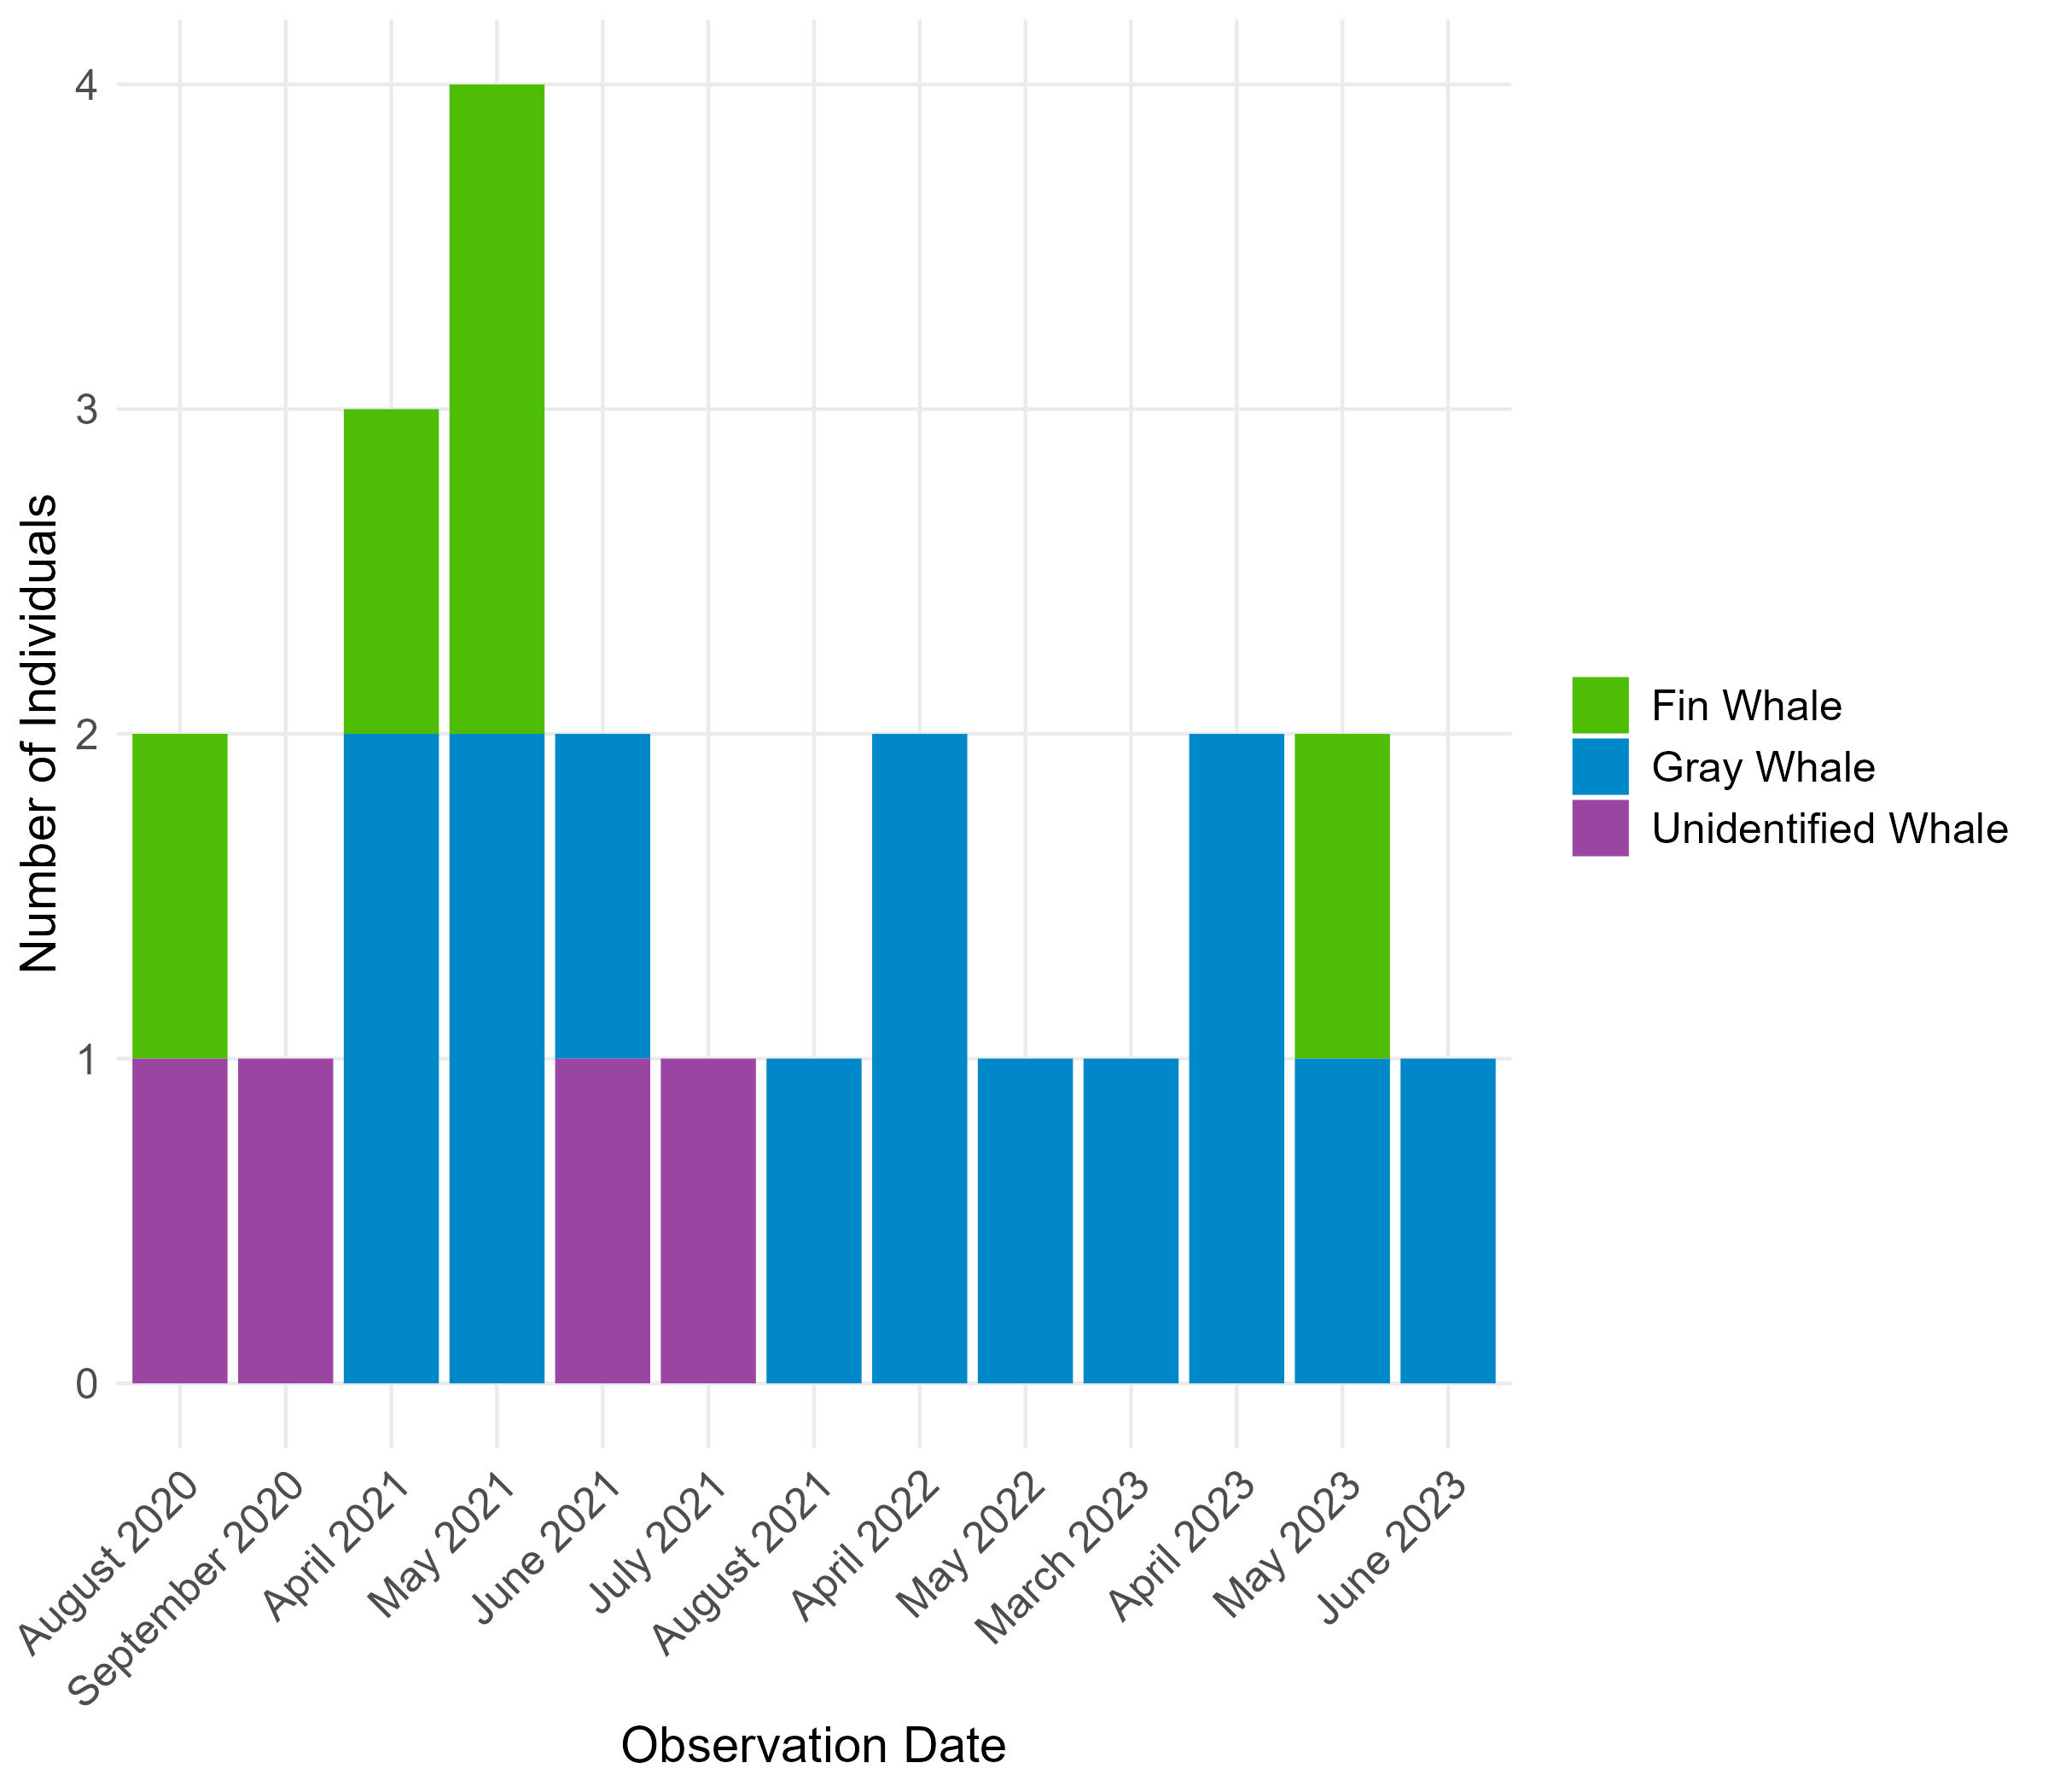 Number of Individuals
4
3
2
1
0
August 2020
September 2020
April 2021
May 2021
June 2021
July 2021
August 2021
April 2022
May 2022
March 2023
April 2023
May 2023
June 2023
Observation Date
Fin Whale
Gray Whale
Unidentified Whale